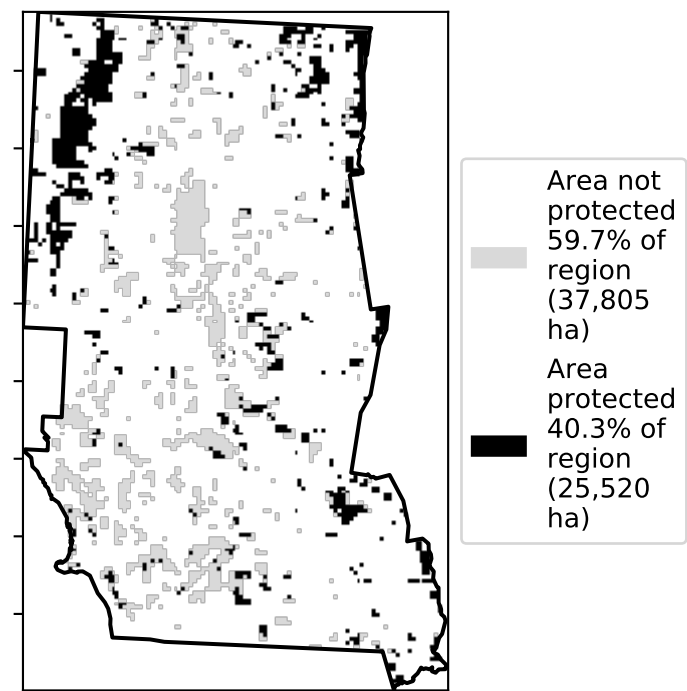 Area not
protected
59.7% of
region
(37,805
ha)
Area
protected
40.3% of
region
(25,520
ha)